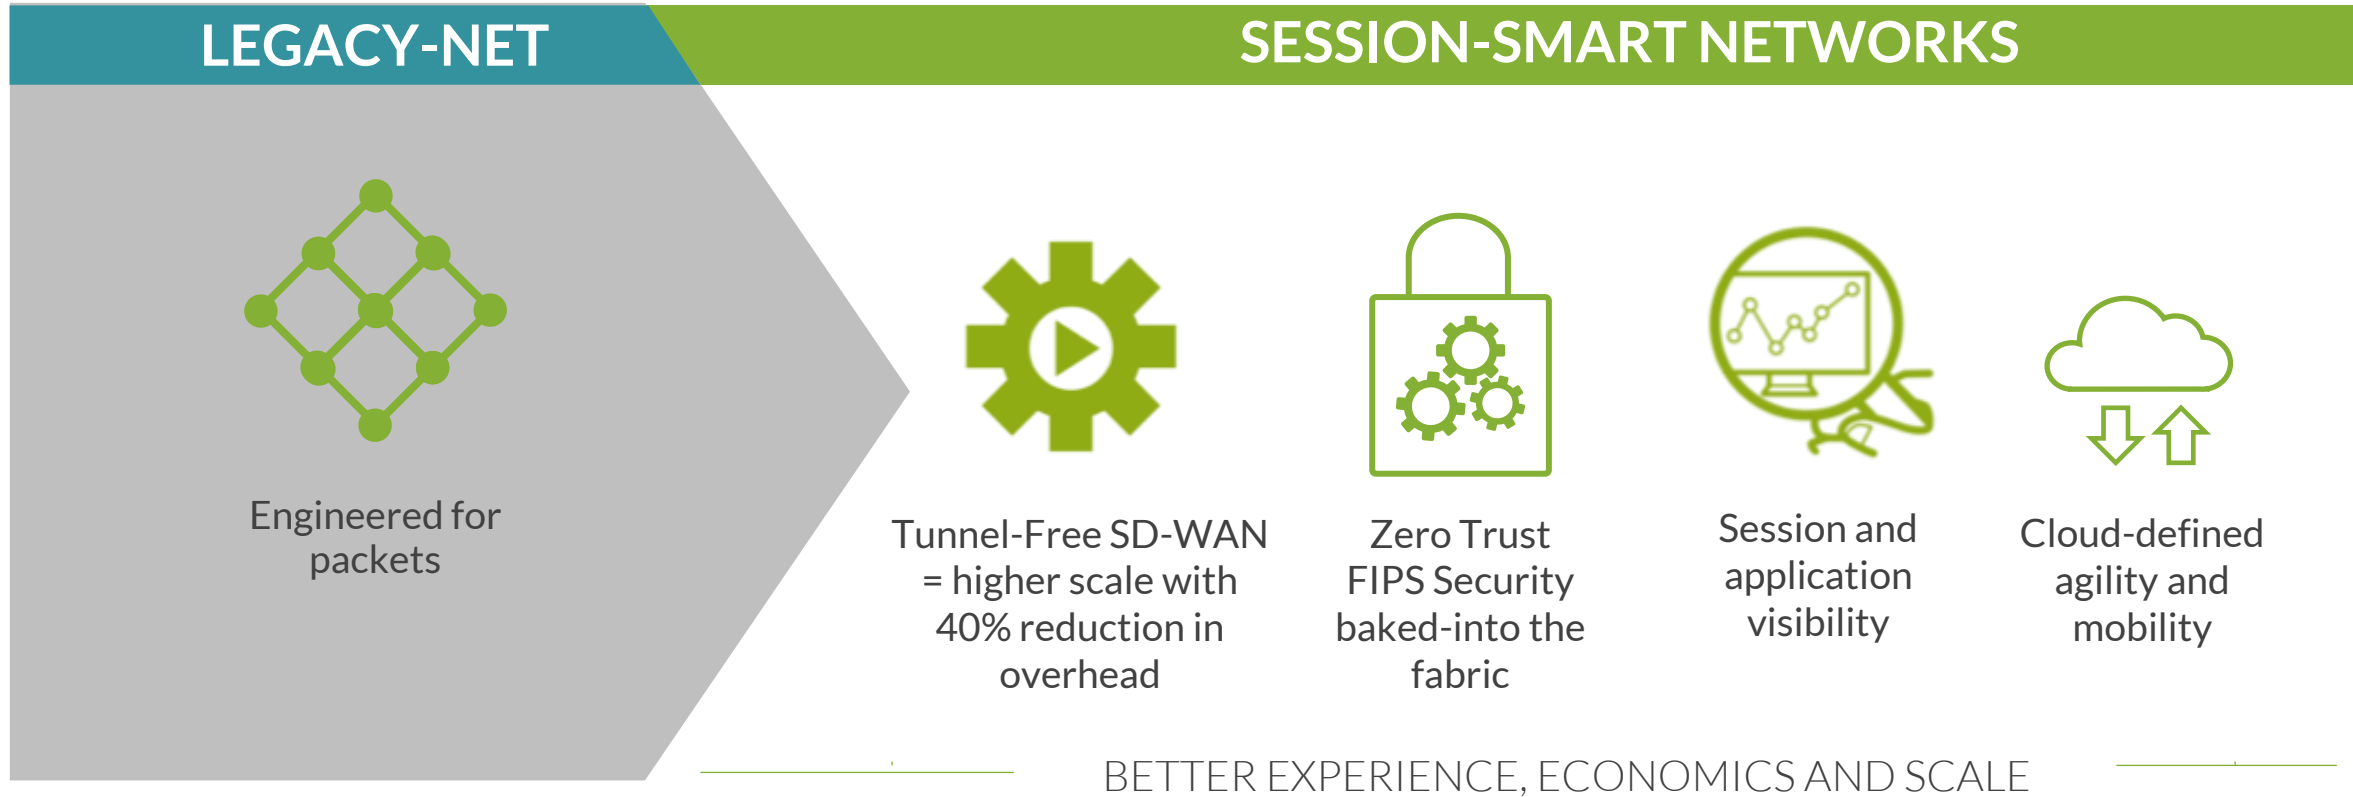 LEGACY-NET
SESSION-SMART NETWORKS
Engineered for
packets
Tunnel-Free SD-WAN
= higher scale with
40% reduction in
overhead
Zero Trust
FIPS Security
baked-into the
fabric
Session and
application
visibility
Cloud-defined
agility and
mobility
BETTER EXPERIENCE, ECONOMICS AND SCALE